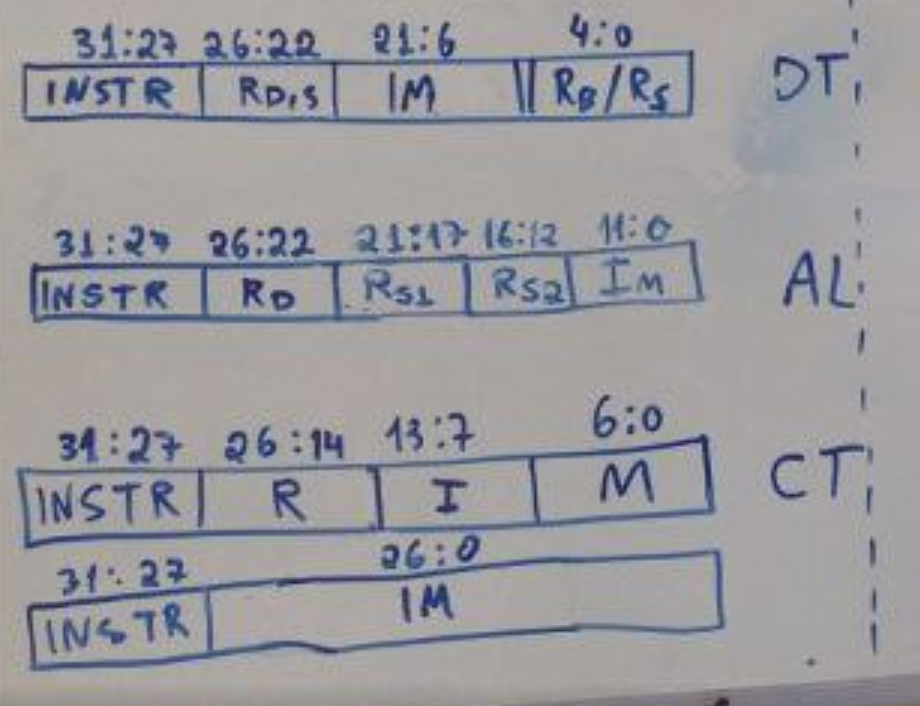 31:27 26:22 21:6 4:0
INSTR RD,S IM RB/RS DT
31:27 26:22 21:17 16:12 11:0
INSTR RD RS1 RS2 IM AL
31:27 26:14 13:7 6:0
INSTR R I M CT
31:27 26:0
INSTR IM